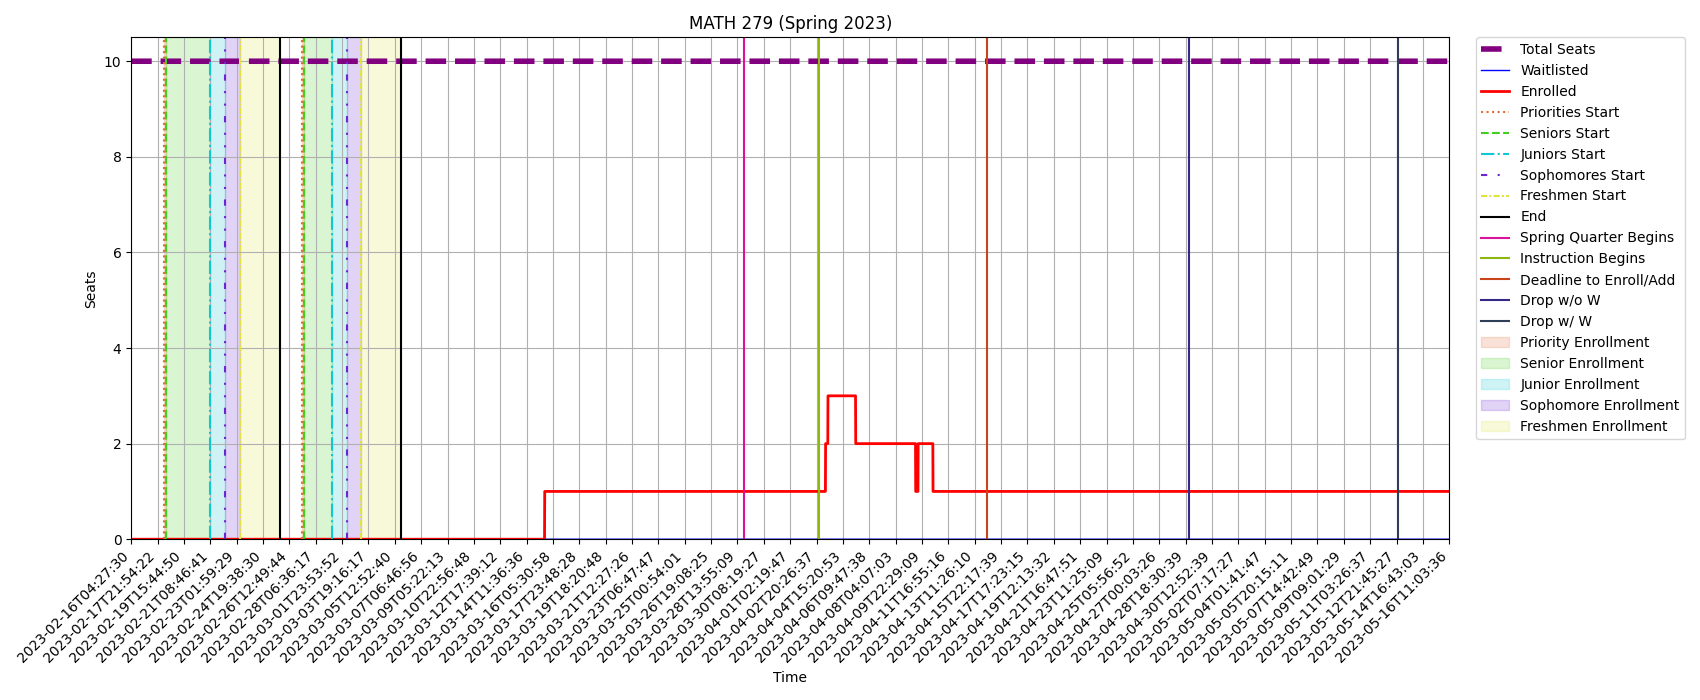 MATH 279 (Spring 2023)
10
8
6
4
2
0
Seats
2023-02-16T04:27:30
2023-02-17T21:54:22
2023-02-19T15:44:50
2023-02-21T08:46:41
2023-02-23T01:59:29
2023-02-24T19:38:30
2023-02-26T12:49:44
2023-02-28T06:36:17
2023-03-01T23:53:52
2023-03-03T19:16:17
2023-03-05T12:52:40
2023-03-07T06:46:56
2023-03-09T05:22:13
2023-03-10T22:56:48
2023-03-12T17:39:12
2023-03-14T11:36:36
2023-03-16T05:30:58
2023-03-17T23:48:28
2023-03-19T18:20:48
2023-03-21T12:27:26
2023-03-23T06:47:47
2023-03-25T00:54:01
2023-03-26T19:08:25
2023-03-28T13:55:09
2023-03-30T08:19:27
2023-04-01T02:19:47
2023-04-02T20:26:37
2023-04-04T15:20:53
2023-04-06T09:47:38
2023-04-08T04:07:03
2023-04-09T22:29:09
2023-04-11T16:55:16
2023-04-13T11:26:10
2023-04-15T22:17:39
2023-04-17T17:23:15
2023-04-19T12:13:32
2023-04-21T16:47:51
2023-04-23T11:25:09
2023-04-25T05:56:52
2023-04-27T00:03:26
2023-04-28T18:30:39
2023-04-30T12:52:39
2023-05-02T07:17:27
2023-05-04T01:41:47
2023-05-05T20:15:11
2023-05-07T14:42:49
2023-05-09T09:01:29
2023-05-11T03:26:37
2023-05-12T21:45:27
2023-05-14T16:43:03
2023-05-16T11:03:36
Time
Total Seats
Waitlisted
Enrolled
Priorities Start
Seniors Start
Juniors Start
Sophomores Start
Freshmen Start
End
Spring Quarter Begins
Instruction Begins
Deadline to Enroll/Add
Drop w/o W
Drop w/ W
Priority Enrollment
Senior Enrollment
Junior Enrollment
Sophomore Enrollment
Freshmen Enrollment